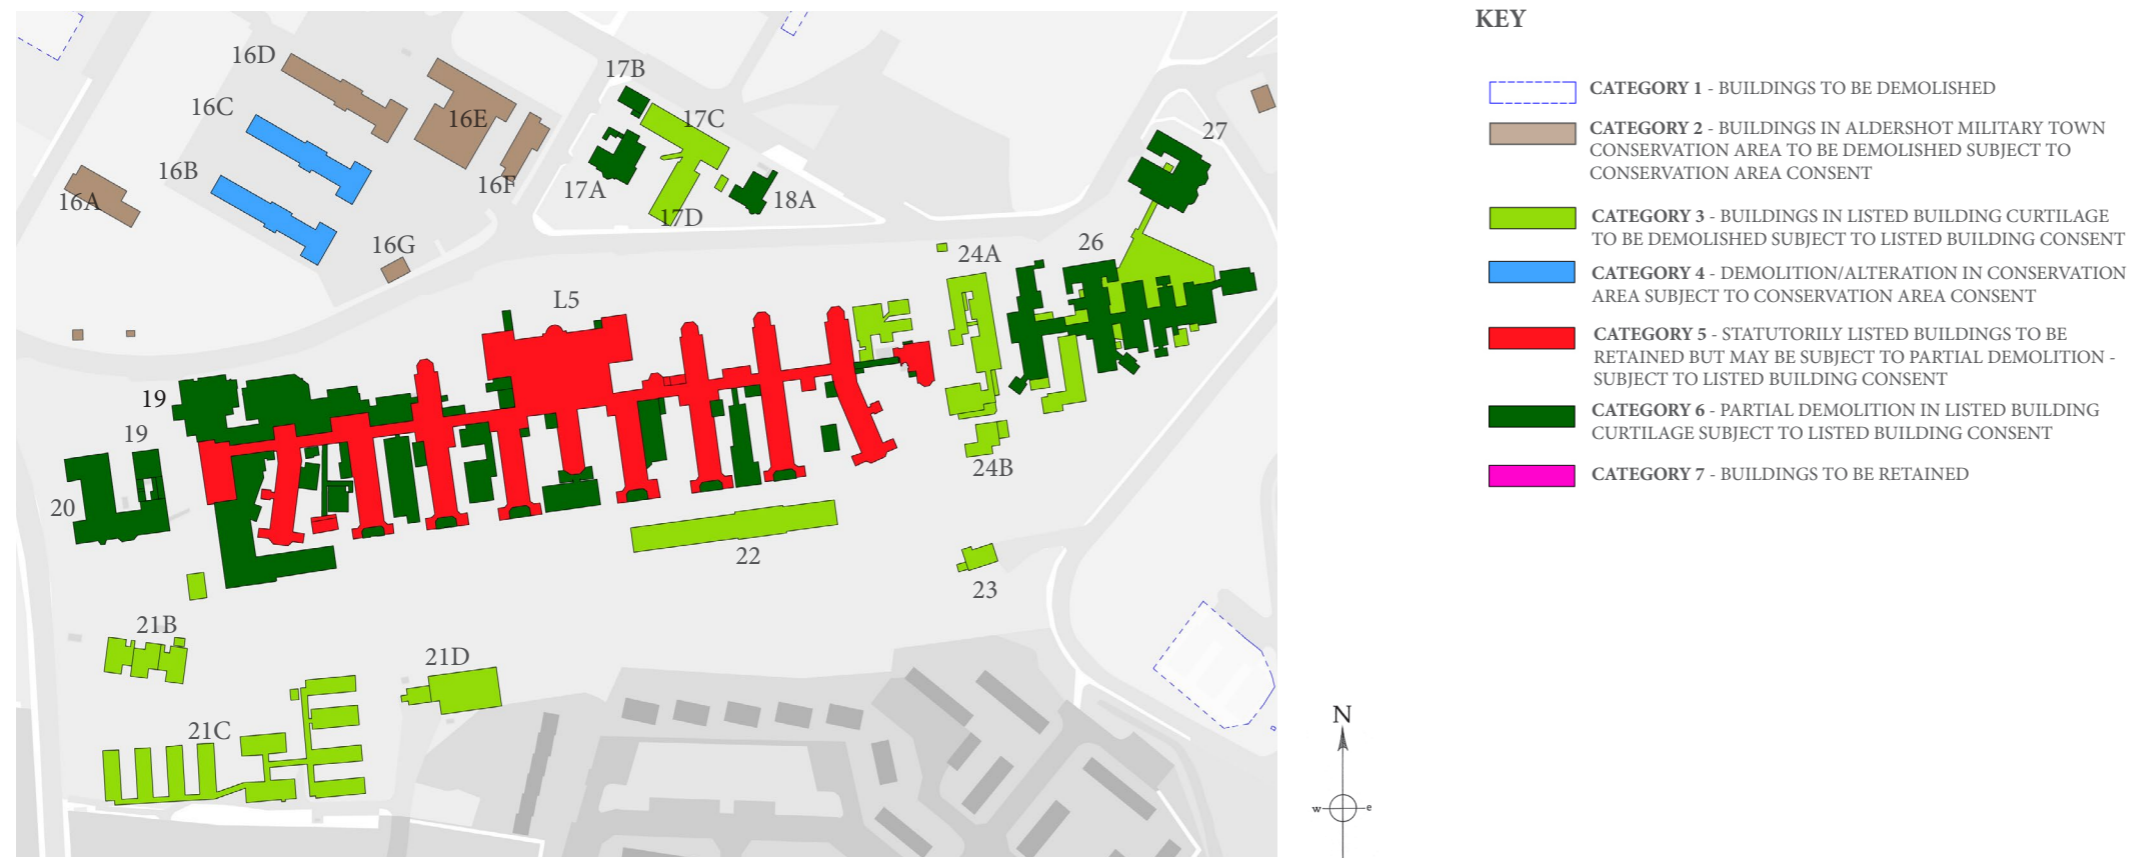 KEY
CATEGORY 1 - BUILDINGS TO BE DEMOLISHED
CATEGORY 2 - BUILDINGS IN ALDERSHOT MILITARY TOWN
CONSERVATION AREA TO BE DEMOLISHED SUBJECT TO
CONSERVATION AREA CONSENT
CATEGORY 3 - BUILDINGS IN LISTED BUILDING CURTILAGE
TO BE DEMOLISHED SUBJECT TO LISTED BUILDING CONSENT
CATEGORY 4 - DEMOLITION/ALTERATION IN CONSERVATION
AREA SUBJECT TO CONSERVATION AREA CONSENT
CATEGORY 5 - STATUTORILY LISTED BUILDINGS TO BE
RETAINED BUT MAY BE SUBJECT TO PARTIAL DEMOLITION -
SUBJECT TO LISTED BUILDING CONSENT
CATEGORY 6 - PARTIAL DEMOLITION IN LISTED BUILDING
CURTILAGE SUBJECT TO LISTED BUILDING CONSENT
CATEGORY 7 - BUILDINGS TO BE RETAINED
16D
17B
16C
16E
17C
27
16B
16F
17A
16A
18A
17D
16G
24A
26
L5
19
19
24B
20
22
23
21B
21D
21C
N
w
e